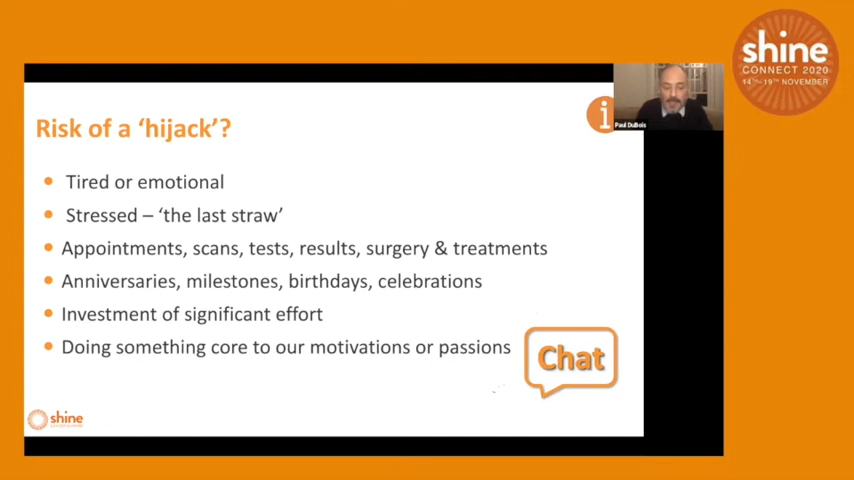 shine
CONNECT 2020
14TH-19TH NOVEMBER
i
Paul DuBois
Risk of a ‘hijack’?
Tired or emotional
Stressed – ‘the last straw’
Appointments, scans, tests, results, surgery & treatments
Anniversaries, milestones, birthdays, celebrations
Investment of significant effort
Doing something core to our motivations or passions
Chat
shine